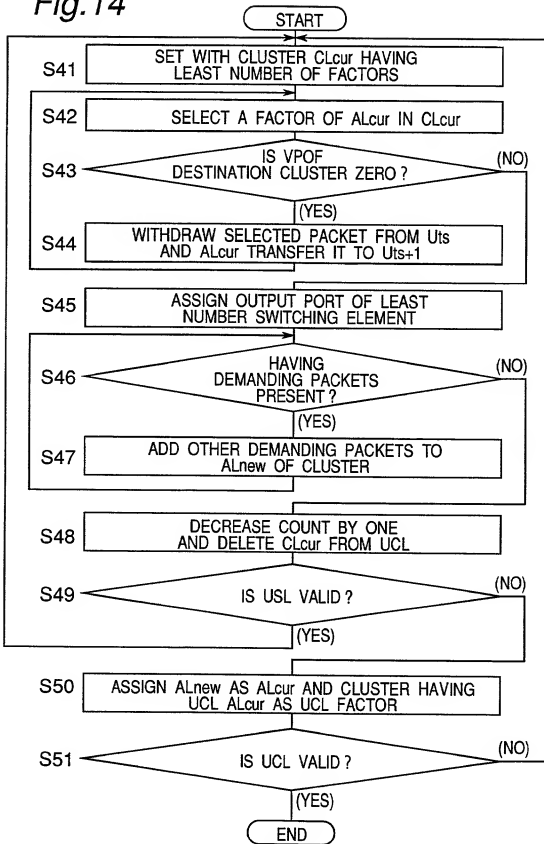 Fig.14
START
S41
SET WITH CLUSTER CLcur HAVING
LEAST NUMBER OF FACTORS
S42
SELECT A FACTOR OF ALcur IN CLcur
S43
IS VPOF
DESTINATION CLUSTER ZERO ?
(NO)
(YES)
S44
WITHDRAW SELECTED PACKET FROM Uts
AND ALcur TRANSFER IT TO Uts+1
S45
ASSIGN OUTPUT PORT OF LEAST
NUMBER SWITCHING ELEMENT
S46
HAVING
DEMANDING PACKETS
PRESENT ?
(NO)
(YES)
S47
ADD OTHER DEMANDING PACKETS TO
ALnew OF CLUSTER
S48
DECREASE COUNT BY ONE
AND DELETE CLcur FROM UCL
S49
IS USL VALID ?
(NO)
(YES)
S50
ASSIGN ALnew AS ALcur AND CLUSTER HAVING
UCL ALcur AS UCL FACTOR
S51
IS UCL VALID ?
(NO)
(YES)
END